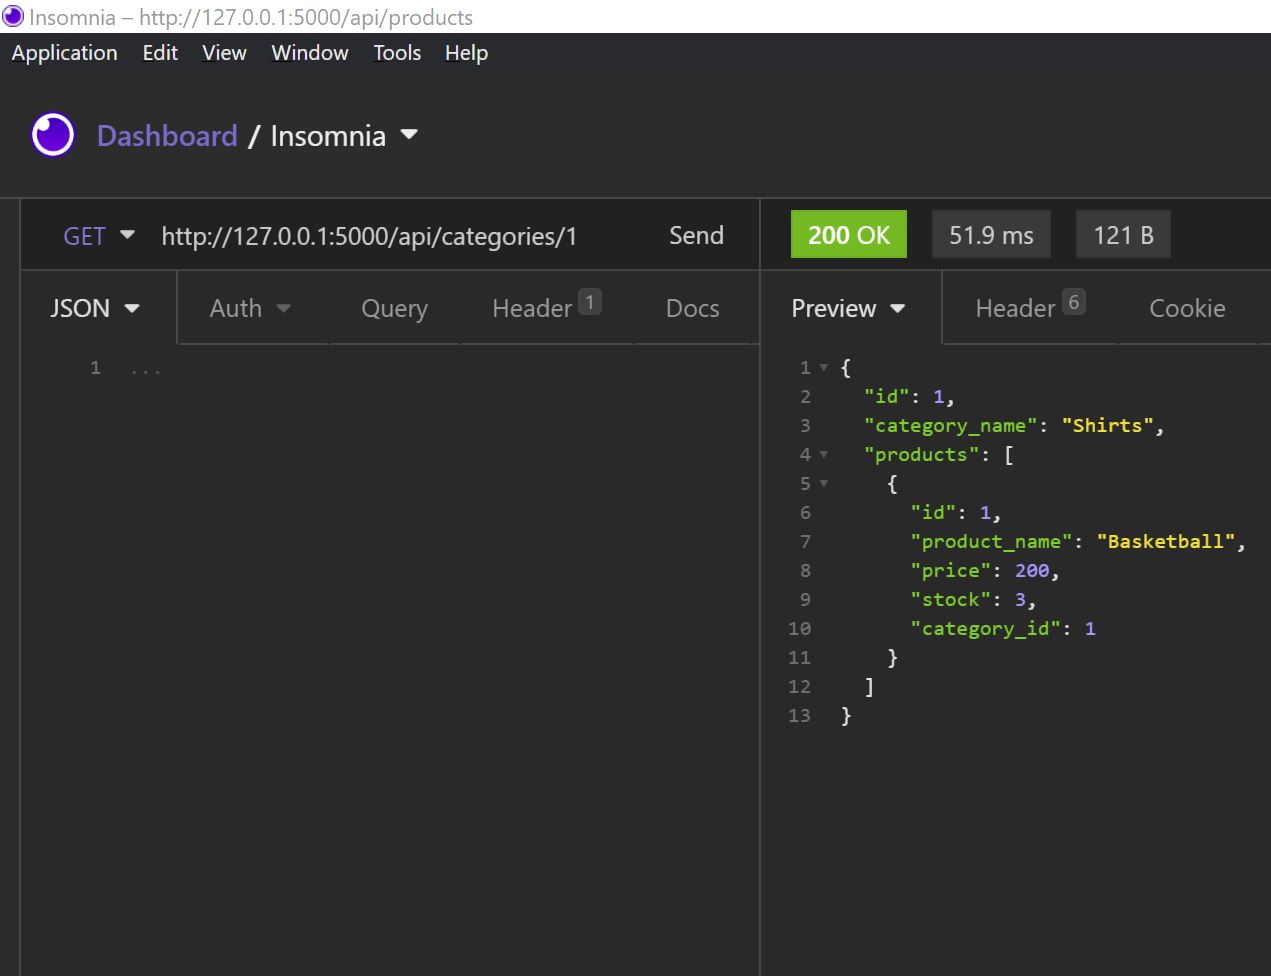 Insomnia – http://127.0.0.1:5000/api/products
Application Edit View Window Tools Help
Dashboard / Insomnia
GET http://127.0.0.1:5000/api/categories/1 Send 200 OK 51.9 ms 121 B
JSON Auth Query Header 1 Docs Preview Header 6 Cookie
1 ...
1 {
2 "id": 1,
3 "category_name": "Shirts",
4 "products": [
5 {
6 "id": 1,
7 "product_name": "Basketball",
8 "price": 200,
9 "stock": 3,
10 "category_id": 1
11 }
12 ]
13 }